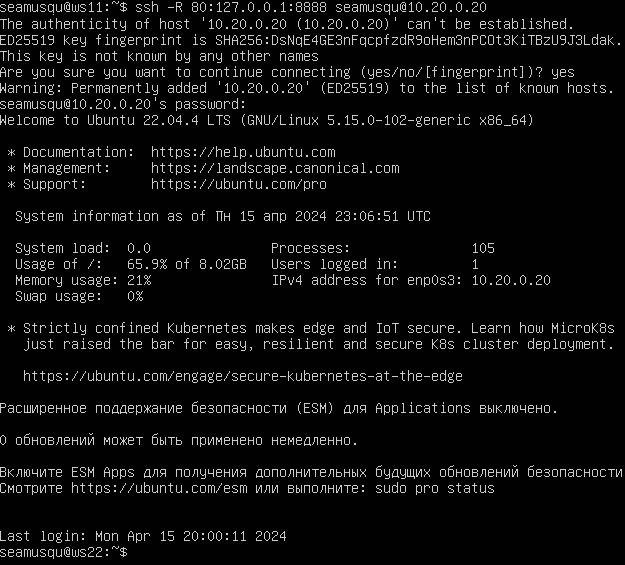 seamusqu@ws11:~$ ssh -R 80:127.0.0.1:8888 seamusqu@10.20.0.20
The authenticity of host '10.20.0.20 (10.20.0.20)' can't be established.
ED25519 key fingerprint is SHA256:DsNqE4GE3nFqcpfzdR9oHem3nPCOt3KiTBzU9J3Ldak.
This key is not known by any other names
Are you sure you want to continue connecting (yes/no/[fingerprint])? yes
Warning: Permanently added '10.20.0.20' (ED25519) to the list of known hosts.
seamusqu@10.20.0.20's password:
Welcome to Ubuntu 22.04.4 LTS (GNU/Linux 5.15.0-102-generic x86_64)
* Documentation:  https://help.ubuntu.com
* Management:     https://landscape.canonical.com
* Support:        https://ubuntu.com/pro
System information as of Пн 15 апр 2024 23:06:51 UTC
System load:  0.0               Processes:               105
Usage of /:   65.9% of 8.02GB   Users logged in:         1
Memory usage: 21%               IPv4 address for enp0s3: 10.20.0.20
Swap usage:   0%
* Strictly confined Kubernetes makes edge and IoT secure. Learn how MicroK8s
just raised the bar for easy, resilient and secure K8s cluster deployment.
https://ubuntu.com/engage/secure-kubernetes-at-the-edge
Расширенное поддержание безопасности (ESM) для Applications выключено.
0 обновлений может быть применено немедленно.
Включите ESM Apps для получения дополнительных будущих обновлений безопасности
Смотрите https://ubuntu.com/esm или выполните: sudo pro status
Last login: Mon Apr 15 20:00:11 2024
seamusqu@ws22:~$